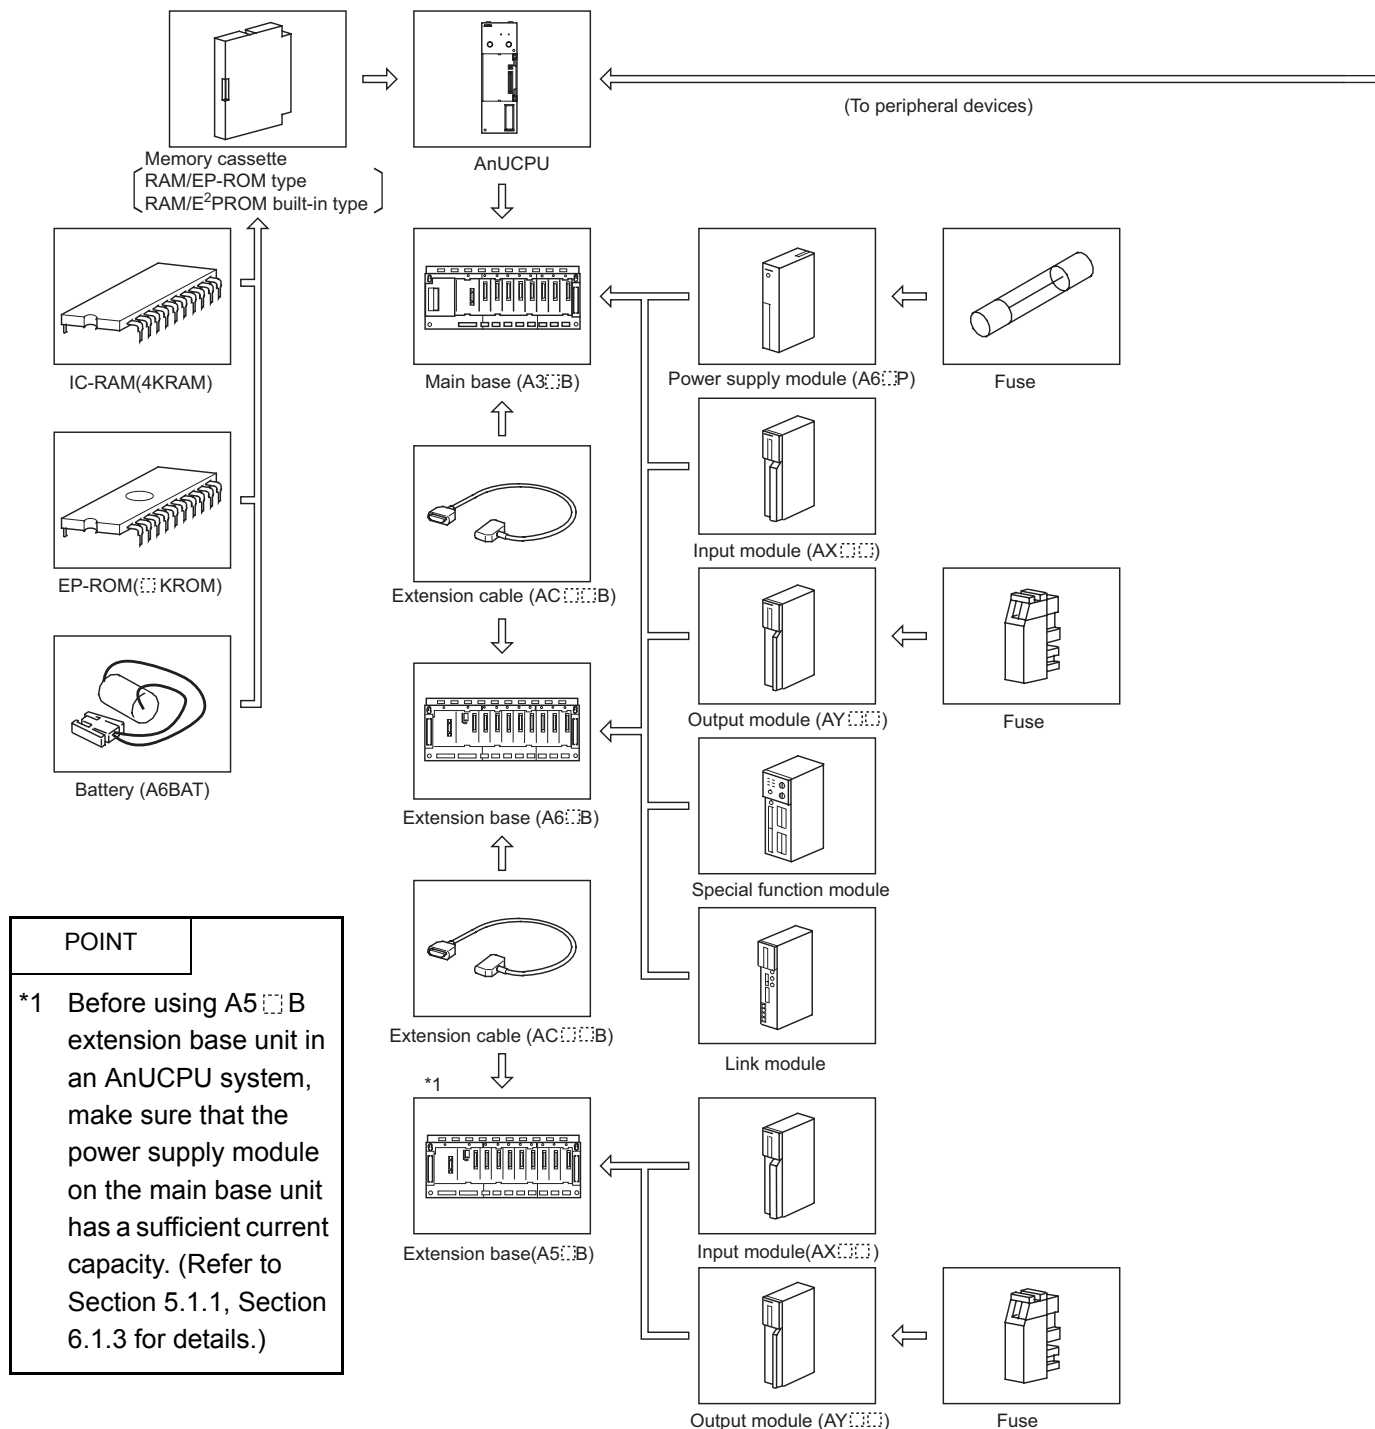 (To peripheral devices)
Memory cassette
RAM/EP-ROM type
RAM/E²PROM built-in type
AnUCPU
IC-RAM(4KRAM)
Main base (A3⬚B)
Power supply module (A6⬚P)
Fuse
EP-ROM(⬚KROM)
Extension cable (AC⬚⬚B)
Input module (AX⬚⬚)
Battery (A6BAT)
Extension base (A6⬚B)
Output module (AY⬚⬚)
Fuse
Special function module
Extension cable (AC⬚⬚B)
Link module
*1
Extension base(A5⬚B)
Input module(AX⬚⬚)
Output module (AY⬚⬚)
Fuse
POINT
*1 Before using A5⬚B
extension base unit in
an AnUCPU system,
make sure that the
power supply module
on the main base unit
has a sufficient current
capacity. (Refer to
Section 5.1.1, Section
6.1.3 for details.)